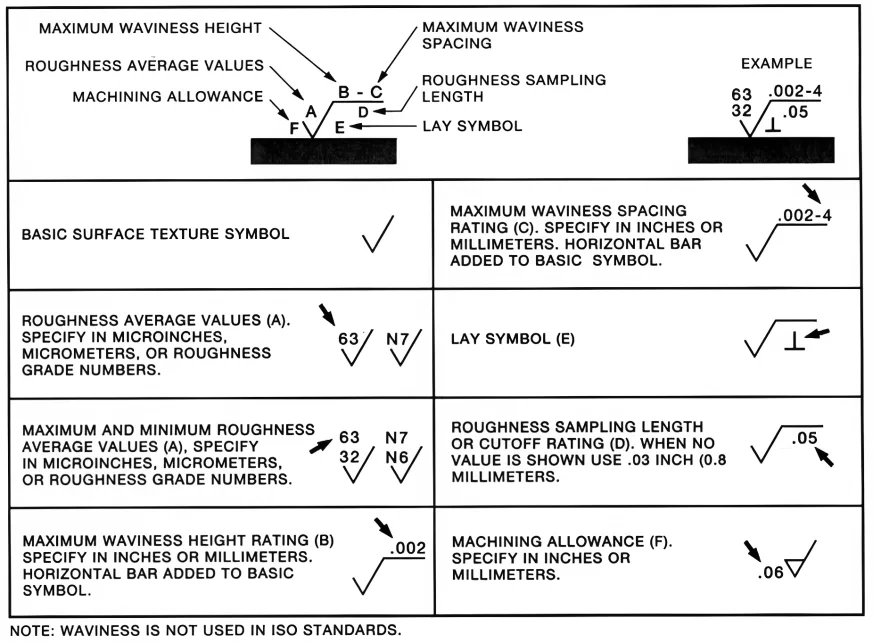 MAXIMUM WAVINESS HEIGHT
MAXIMUM WAVINESS
SPACING
ROUGHNESS AVERAGE VALUES
MACHINING ALLOWANCE
B - C
A
D
F
E
ROUGHNESS SAMPLING
LENGTH
LAY SYMBOL
EXAMPLE
63 .002-4
32 ⊥ .05
BASIC SURFACE TEXTURE SYMBOL
MAXIMUM WAVINESS SPACING
RATING (C). SPECIFY IN INCHES OR
MILLIMETERS. HORIZONTAL BAR
ADDED TO BASIC SYMBOL.
.002-4
ROUGHNESS AVERAGE VALUES (A).
SPECIFY IN MICROINCHES,
MICROMETERS, OR ROUGHNESS
GRADE NUMBERS.
63 N7
LAY SYMBOL (E)
⊥
MAXIMUM AND MINIMUM ROUGHNESS
AVERAGE VALUES (A), SPECIFY
IN MICROINCHES, MICROMETERS,
OR ROUGHNESS GRADE NUMBERS.
63 N7
32 N6
ROUGHNESS SAMPLING LENGTH
OR CUTOFF RATING (D). WHEN NO
VALUE IS SHOWN USE .03 INCH (0.8
MILLIMETERS.
.05
MAXIMUM WAVINESS HEIGHT RATING (B)
SPECIFY IN INCHES OR MILLIMETERS.
HORIZONTAL BAR ADDED TO BASIC
SYMBOL.
.002
MACHINING ALLOWANCE (F).
SPECIFY IN INCHES OR
MILLIMETERS.
.06
NOTE: WAVINESS IS NOT USED IN ISO STANDARDS.